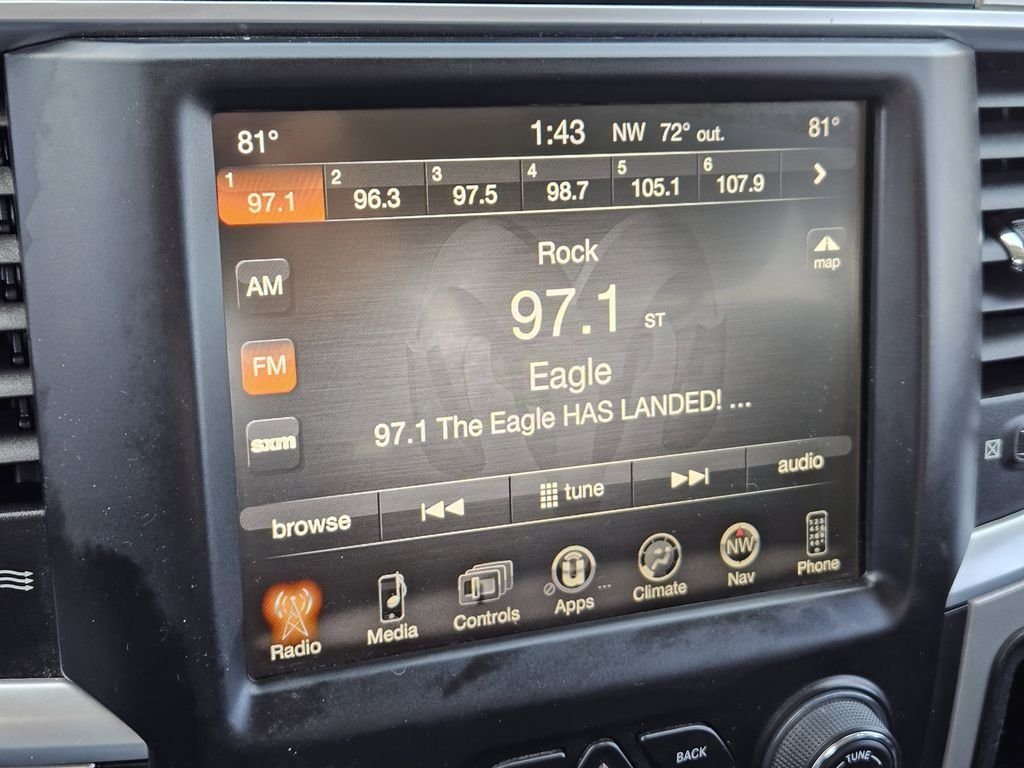 81° 1:43 NW 72° out. 81°
1 97.1 2 96.3 3 97.5 4 98.7 5 105.1 6 107.9
Rock
map
AM
97.1 ST
FM
Eagle
97.1 The Eagle HAS LANDED! ...
sxm
browse tune audio
Radio Media Controls Apps Climate NW Nav Phone
BACK
TUNE